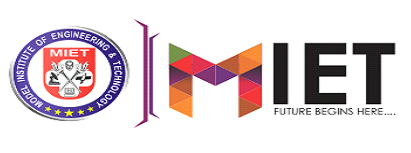 MODEL INSTITUTE OF ENGINEERING & TECHNOLOGY
MIET
MIET
FUTURE BEGINS HERE....